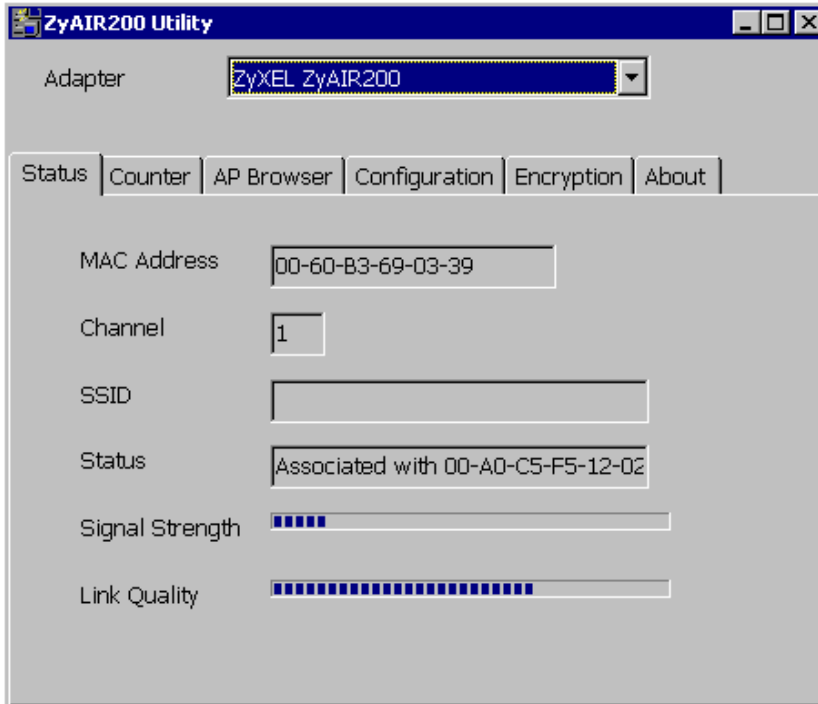 ZyAIR200 Utility
Adapter ZyXEL ZyAIR200
Status Counter AP Browser Configuration Encryption About
MAC Address 00-60-B3-69-03-39
Channel 1
SSID
Status Associated with 00-A0-C5-F5-12-02
Signal Strength
Link Quality